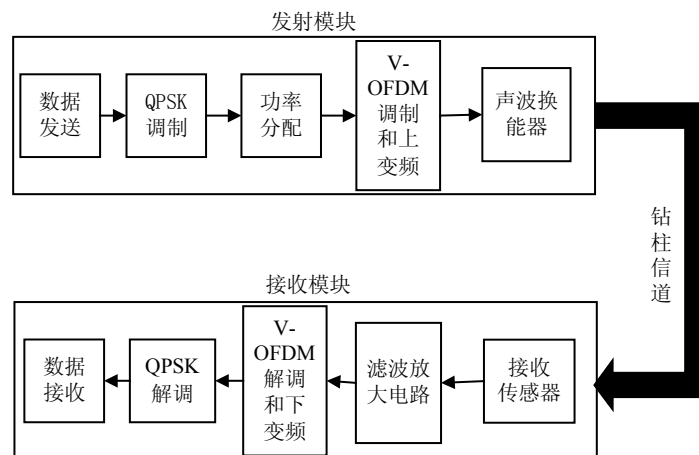 发射模块
数据
发送
QPSK
调制
功率
分配
V-
OFDM
调制
和上
变频
声波换
能器
钻
柱
信
道
接收模块
数据
接收
QPSK
解调
V-
OFDM
解调
和下
变频
滤波放
大电路
接收
传感器